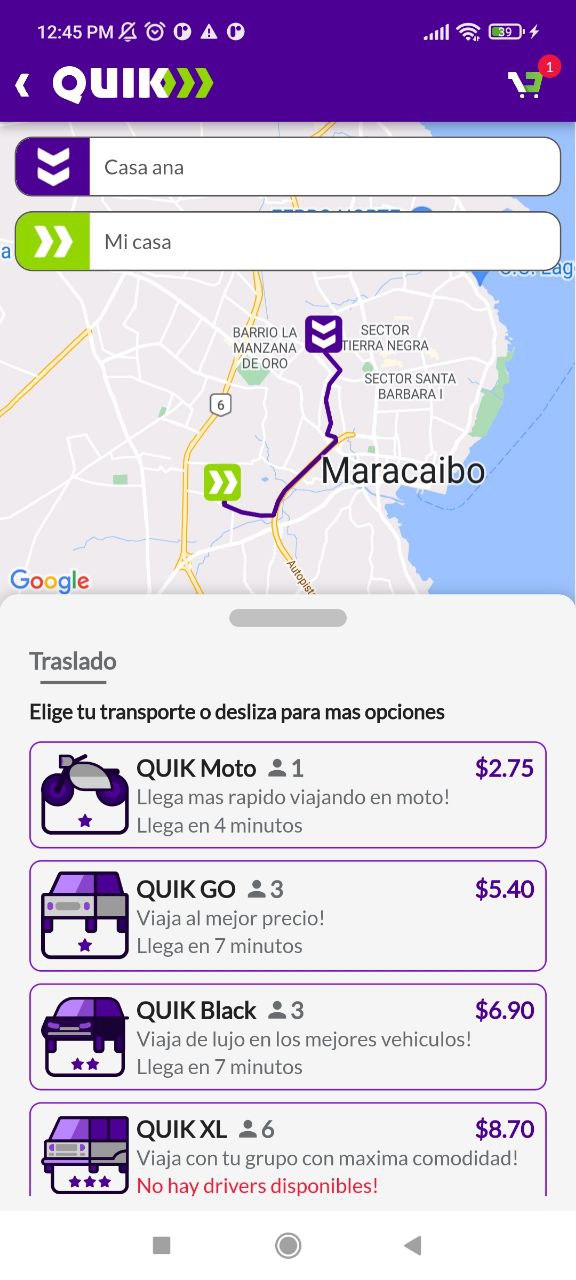 12:45 PM
39
QUIK
1
Casa ana
Mi casa
BARRIO LA
MANZANA
DE ORO
SECTOR
TIERRA NEGRA
SECTOR SANTA
BARBARA I
6
Maracaibo
Google
Autopist
Traslado
Elige tu transporte o desliza para mas opciones
QUIK Moto 1 $2.75
Llega mas rapido viajando en moto!
Llega en 4 minutos
QUIK GO 3 $5.40
Viaja al mejor precio!
Llega en 7 minutos
QUIK Black 3 $6.90
Viaja de lujo en los mejores vehiculos!
Llega en 7 minutos
QUIK XL 6 $8.70
Viaja con tu grupo con maxima comodidad!
No hay drivers disponibles!